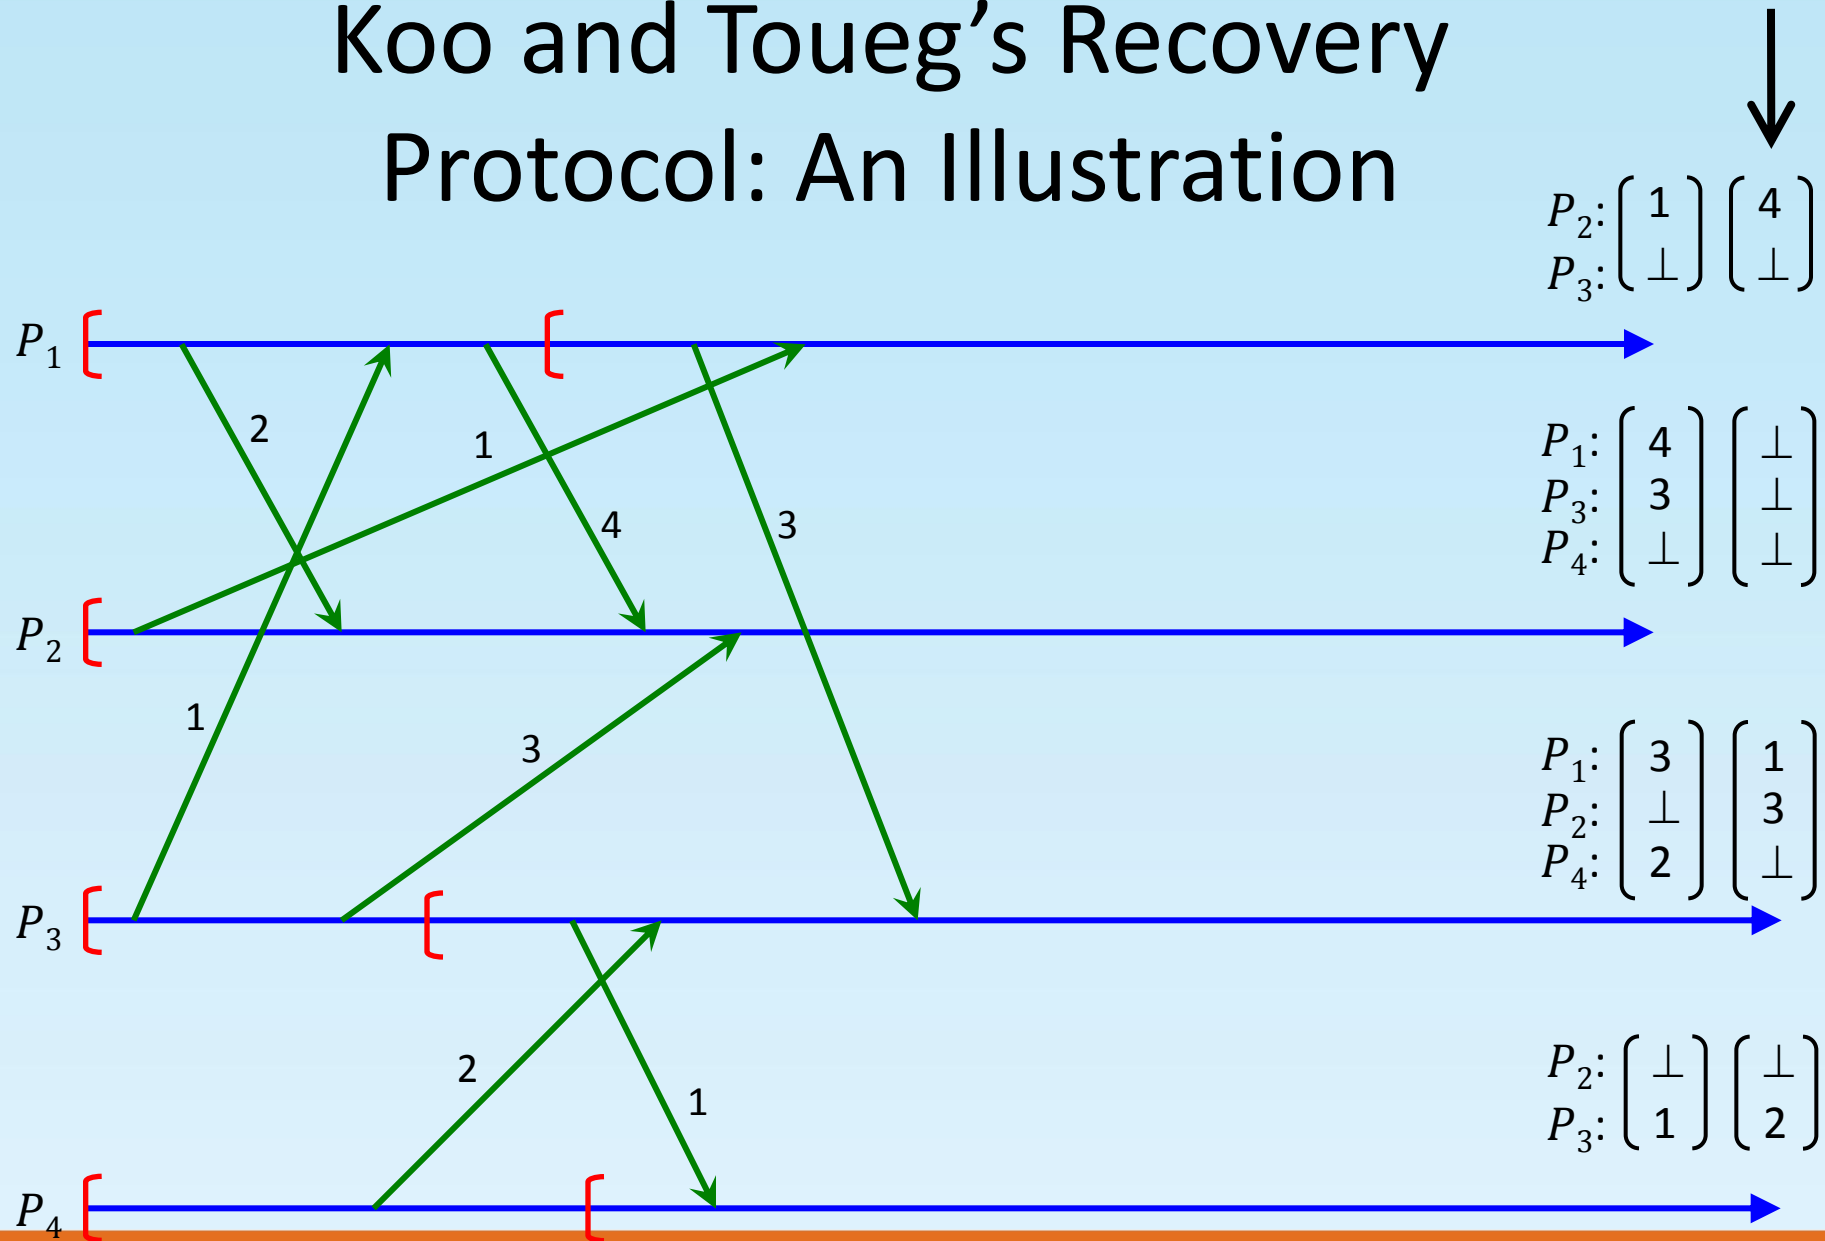 Koo and Toueg’s Recovery
Protocol: An Illustration
P2: 1 4
P3: ⊥ ⊥
P1
2
1
4
3
P1: 4 ⊥
P3: 3 ⊥
P4: ⊥ ⊥
P2
1
3
P1: 3 1
P2: ⊥ 3
P4: 2 ⊥
P3
2
1
P2: ⊥ ⊥
P3: 1 2
P4